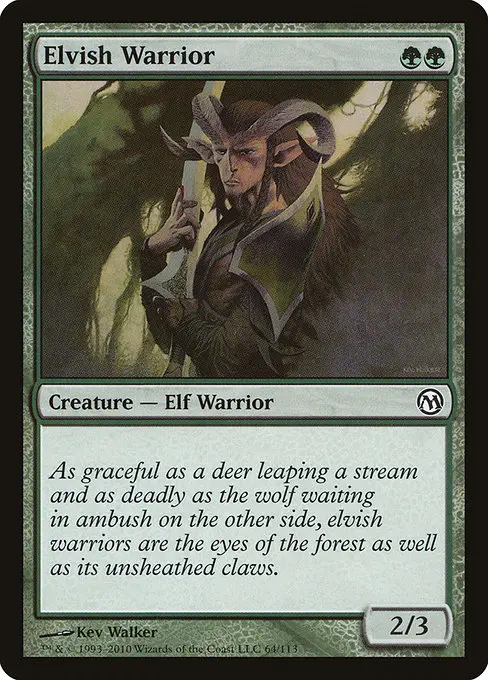 Elvish Warrior
Creature — Elf Warrior
As graceful as a deer leaping a stream
and as deadly as the wolf waiting
in ambush on the other side, elvish
warriors are the eyes of the forest as well
as its unsheathed claws.
2/3
Kev Walker
™ & © 1993–2010 Wizards of the Coast LLC 64/113